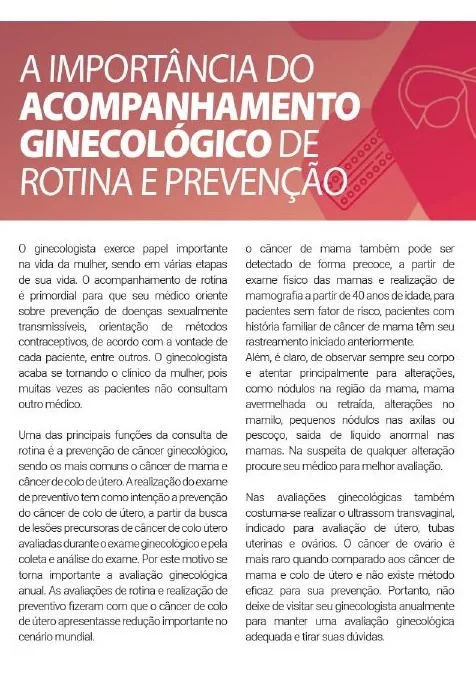 A IMPORTÂNCIA DO
ACOMPANHAMENTO
GINECOLÓGICO DE
ROTINA E PREVENÇÃO
O ginecologista exerce papel importante
na vida da mulher, sendo em várias etapas
de sua vida. O acompanhamento de rotina
é primordial para que seu médico oriente
sobre prevenção de doenças sexualmente
transmissíveis, orientação de métodos
contraceptivos, de acordo com a vontade de
cada paciente, entre outros. O ginecologista
acaba se tornando o clínico da mulher, pois
muitas vezes as pacientes não consultam
outro médico.
Uma das principais funções da consulta de
rotina é a prevenção de câncer ginecológico,
sendo os mais comuns o câncer de mama e
câncer de colo de útero. A realização do exame
de preventivo tem como intenção a prevenção
do câncer de colo de útero, a partir da busca
de lesões precursoras de câncer de colo útero
avaliadas durante o exame ginecológico e pela
coleta e análise do exame. Por este motivo se
torna importante a avaliação ginecológica
anual. As avaliações de rotina e realização de
preventivo fizeram com que o câncer de colo
de útero apresentasse redução importante no
cenário mundial.
o câncer de mama também pode ser
detectado de forma precoce, a partir de
exame físico das mamas e realização de
mamografia a partir de 40 anos de idade, para
pacientes sem fator de risco, pacientes com
história familiar de câncer de mama têm seu
rastreamento iniciado anteriormente.
Além, é claro, de observar sempre seu corpo
e atentar principalmente para alterações,
como nódulos na região da mama, mama
avermelhada ou retraída, alterações no
mamilo, pequenos nódulos nas axilas ou
pescoço, saída de líquido anormal nas
mamas. Na suspeita de qualquer alteração
procure seu médico para melhor avaliação.
Nas avaliações ginecológicas também
costuma-se realizar o ultrassom transvaginal,
indicado para avaliação de útero, tubas
uterinas e ovários. O câncer de ovário é
mais raro quando comparado aos câncer de
mama e colo de útero e não existe método
eficaz para sua prevenção. Portanto, não
deixe de visitar seu ginecologista anualmente
para manter uma avaliação ginecológica
adequada e tirar suas dúvidas.